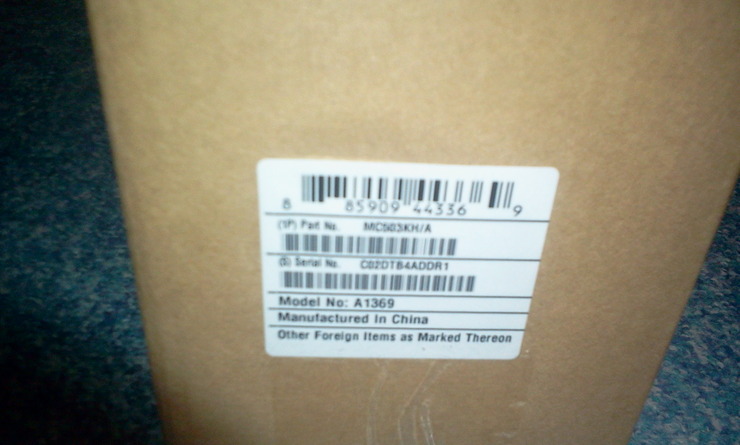 8 85909 44336 9
(1P) Part No. MC503KH/A
(S) Serial No. C02DTB4ADDR1
Model No: A1369
Manufactured In China
Other Foreign Items as Marked Thereon